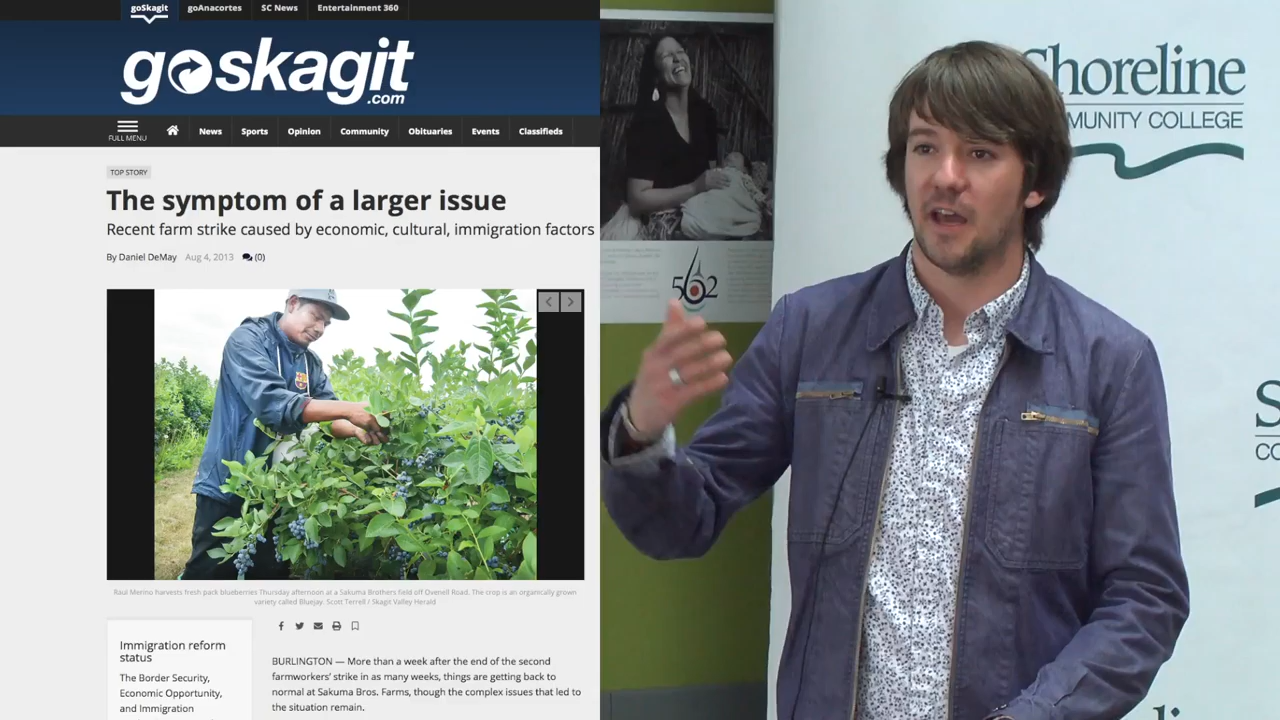 goSkagit goAnacortes SC News Entertainment 360
goskagit
.com
FULL MENU
News Sports Opinion Community Obituaries Events Classifieds
TOP STORY
The symptom of a larger issue
Recent farm strike caused by economic, cultural, immigration factors
By Daniel DeMay Aug 4, 2013 (0)
Raul Merino harvests fresh park blueberries Thursday afternoon at a Sakuma Brothers field off Ovenell Road. The crop is an organically grown
variety called Bluejay. Scott Terrell / Skagit Valley Herald
Immigration reform
status
The Border Security,
Economic Opportunity,
and Immigration
BURLINGTON — More than a week after the end of the second
farmworkers' strike in as many weeks, things are getting back to
normal at Sakuma Bros. Farms, though the complex issues that led to
the situation remain.
562
Shoreline
MUNITY COLLEGE
S
CO